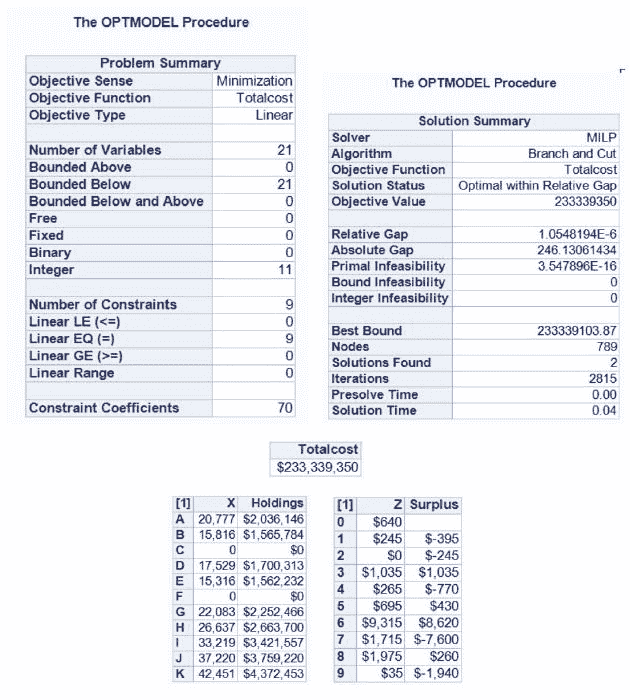 The OPTMODEL Procedure
Problem Summary
Objective Sense Minimization
Objective Function Totalcost
Objective Type Linear
Number of Variables 21
Bounded Above 0
Bounded Below 21
Bounded Below and Above 0
Free 0
Fixed 0
Binary 0
Integer 11
Number of Constraints 9
Linear LE (<=) 0
Linear EQ (=) 9
Linear GE (>=) 0
Linear Range 0
Constraint Coefficients 70
The OPTMODEL Procedure
Solution Summary
Solver MILP
Algorithm Branch and Cut
Objective Function Totalcost
Solution Status Optimal within Relative Gap
Objective Value 233339350
Relative Gap 1.0548194E-6
Absolute Gap 246.13061434
Primal Infeasibility 3.547896E-16
Bound Infeasibility 0
Integer Infeasibility 0
Best Bound 233339103.87
Nodes 789
Solutions Found 2
Iterations 2815
Presolve Time 0.00
Solution Time 0.04
Totalcost
$233,339,350
[1] X Holdings
A 20,777 $2,036,146
B 15,816 $1,565,784
C 0 $0
D 17,529 $1,700,313
E 15,316 $1,562,232
F 0 $0
G 22,083 $2,252,466
H 26,637 $2,663,700
I 33,219 $3,421,557
J 37,220 $3,759,220
K 42,451 $4,372,453
[1] Z Surplus
0 $640
1 $245 $-395
2 $0 $-245
3 $1,035 $1,035
4 $265 $-770
5 $695 $430
6 $9,315 $8,620
7 $1,715 $-7,600
8 $1,975 $260
9 $35 $-1,940